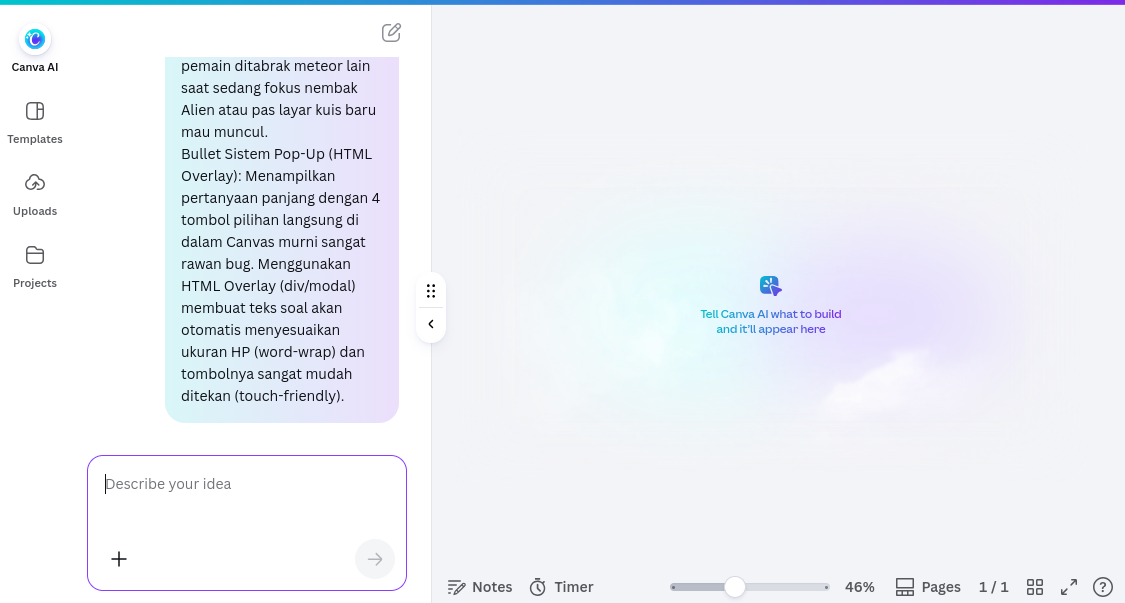 Canva AI
Templates
Uploads
Projects
pemain ditabrak meteor lain
saat sedang fokus nembak
Alien atau pas layar kuis baru
mau muncul.
Bullet Sistem Pop-Up (HTML
Overlay): Menampilkan
pertanyaan panjang dengan 4
tombol pilihan langsung di
dalam Canvas murni sangat
rawan bug. Menggunakan
HTML Overlay (div/modal)
membuat teks soal akan
otomatis menyesuaikan
ukuran HP (word-wrap) dan
tombolnya sangat mudah
ditekan (touch-friendly).
Describe your idea
Tell Canva AI what to build
and it'll appear here
Notes
Timer
46%
Pages
1 / 1